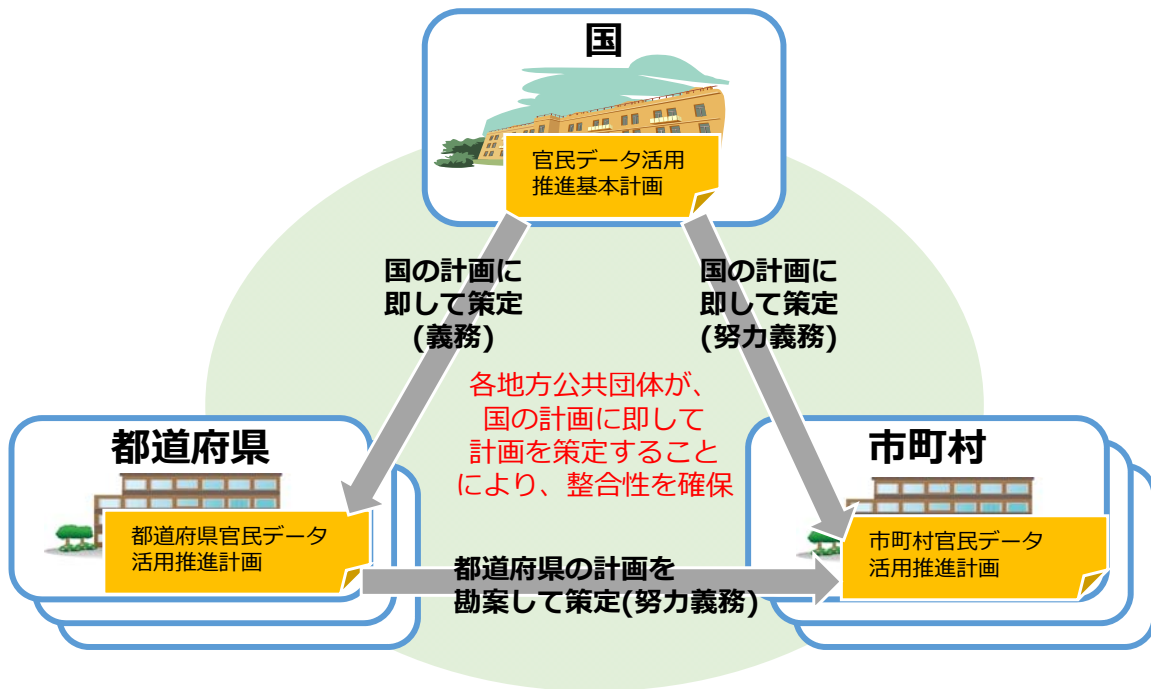 国
官民データ活用
推進基本計画
国の計画に
即して策定
(義務)
国の計画に
即して策定
(努力義務)
各地方公共団体が、
国の計画に即して
計画を策定すること
により、整合性を確保
都道府県
都道府県官民データ
活用推進計画
市町村
市町村官民データ
活用推進計画
都道府県の計画を
勘案して策定(努力義務)